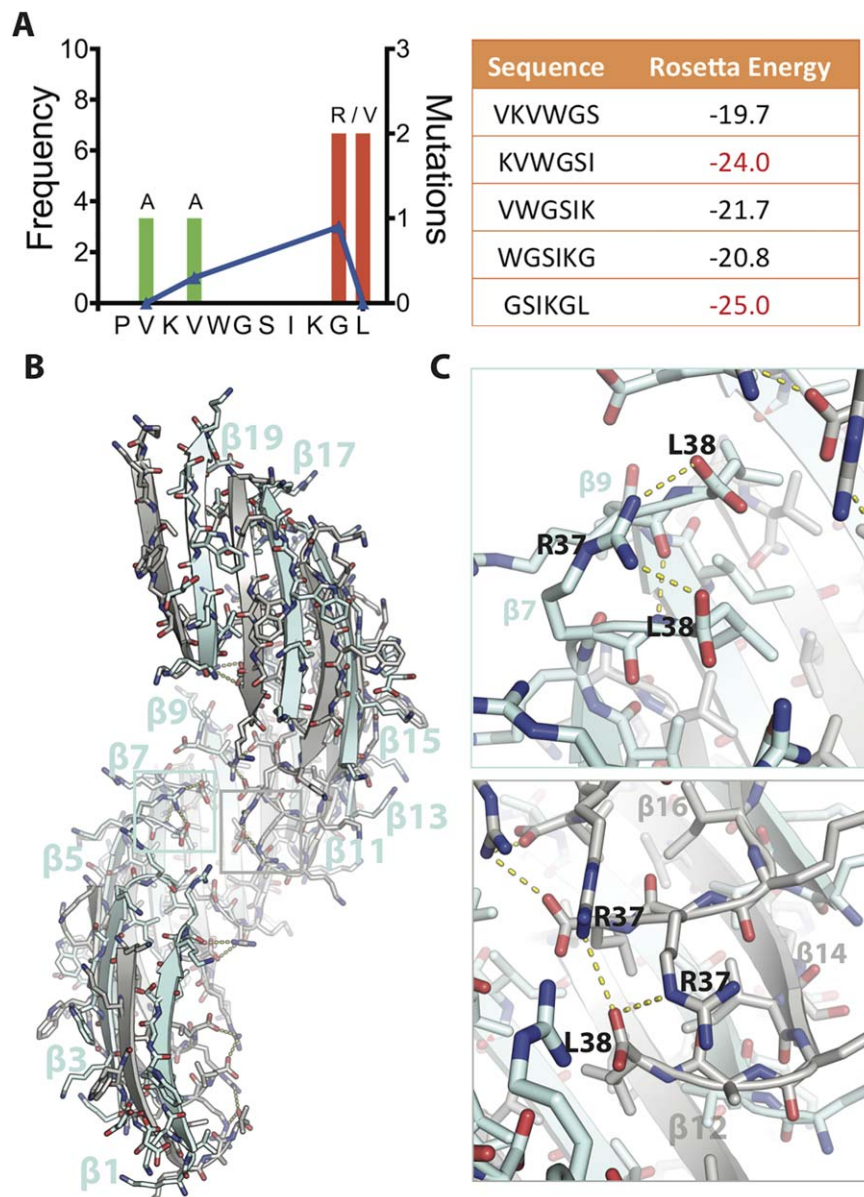 A
10
8
6
4
2
0
Frequency
A
A
R / V
3
2
1
0
Mutations
P V K V W G S I K G L
Sequence Rosetta Energy
VKVWGS -19.7
KVWGSI -24.0
VWGSIK -21.7
WGSIKG -20.8
GSIKGL -25.0
B
β19
β17
β9
β7
β15
β5
β13
β11
β3
β1
C
L38
β9
R37
β7
L38
β16
R37
β14
R37
L38
β12